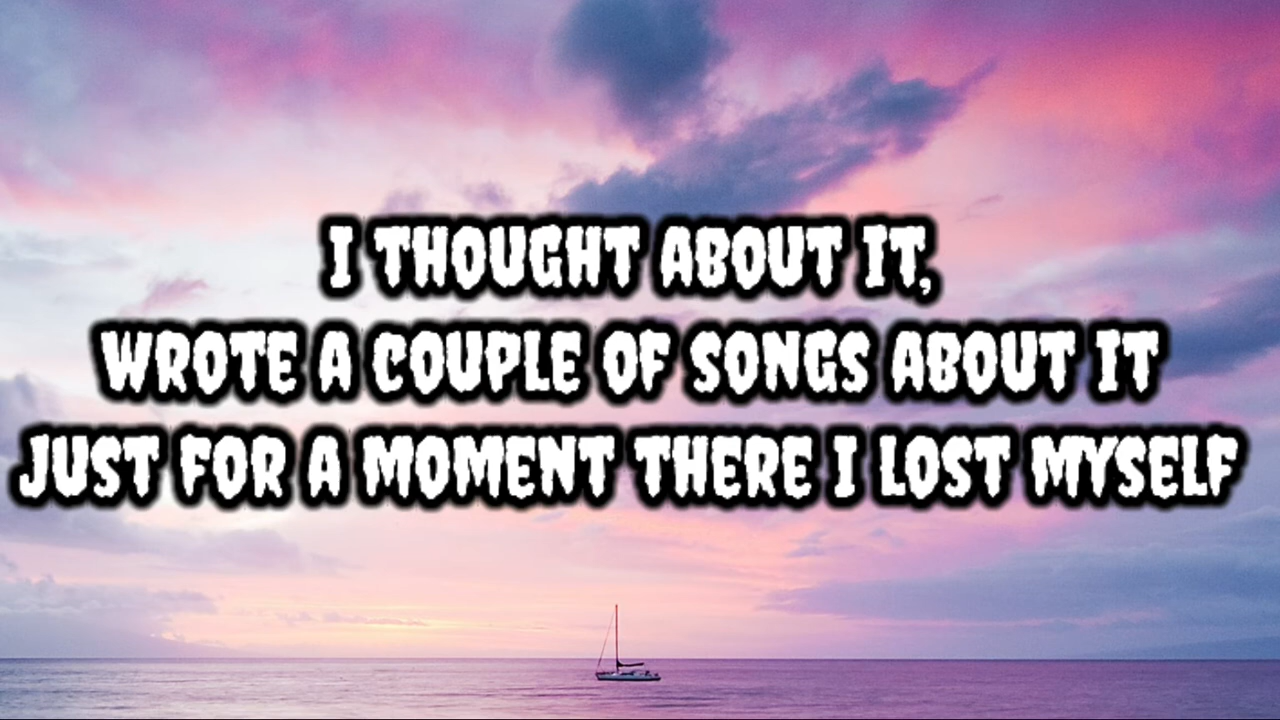 I THOUGHT ABOUT IT,
WROTE A COUPLE OF SONGS ABOUT IT
JUST FOR A MOMENT THERE I LOST MYSELF